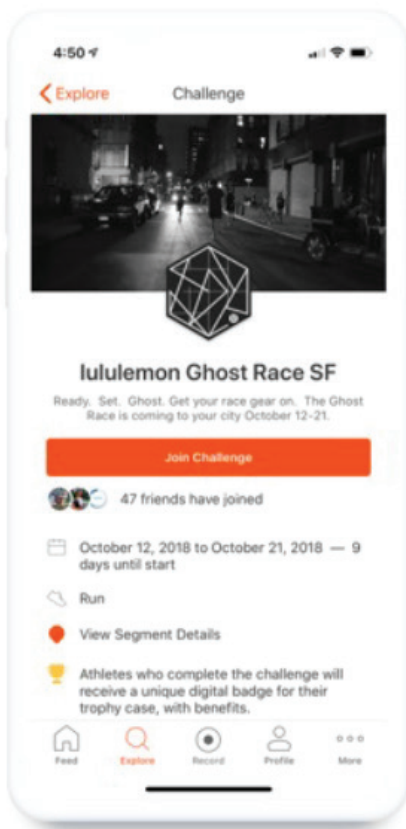 4:50
Explore
Challenge
lululemon Ghost Race SF
Ready. Set. Ghost. Get your race gear on. The Ghost
Race is coming to your city October 12-21.
Join Challenge
47 friends have joined
October 12, 2018 to October 21, 2018 — 9
days until start
Run
View Segment Details
Athletes who complete the challenge will
receive a unique digital badge for their
trophy case, with benefits.
Feed
Explore
Record
Profile
More